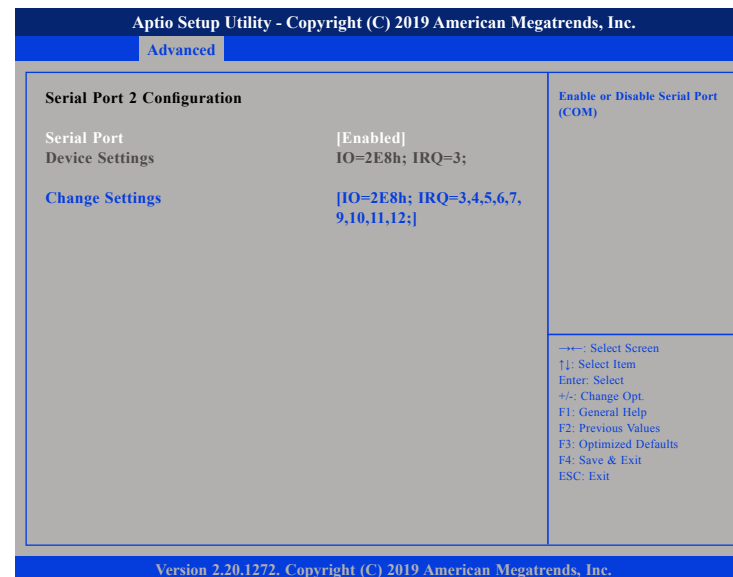 Aptio Setup Utility - Copyright (C) 2019 American Megatrends, Inc.
Advanced
Serial Port 2 Configuration
Serial Port [Enabled]
Device Settings IO=2E8h; IRQ=3;
Change Settings [IO=2E8h; IRQ=3,4,5,6,7,
9,10,11,12;]
Enable or Disable Serial Port
(COM)
→←: Select Screen
↑↓: Select Item
Enter: Select
+/-: Change Opt.
F1: General Help
F2: Previous Values
F3: Optimized Defaults
F4: Save & Exit
ESC: Exit
Version 2.20.1272. Copyright (C) 2019 American Megatrends, Inc.